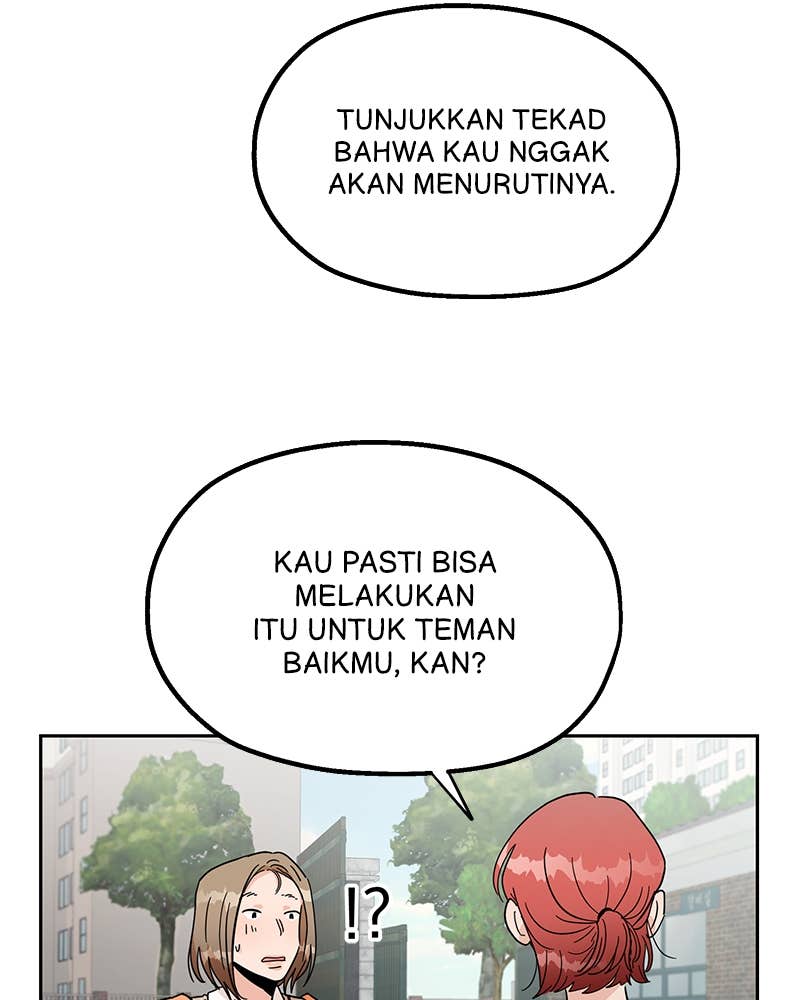 TUNJUKKAN TEKAD
BAHWA KAU NGGAK
AKAN MENURUTINYA.
KAU PASTI BISA
MELAKUKAN
ITU UNTUK TEMAN
BAIKMU, KAN?
!?